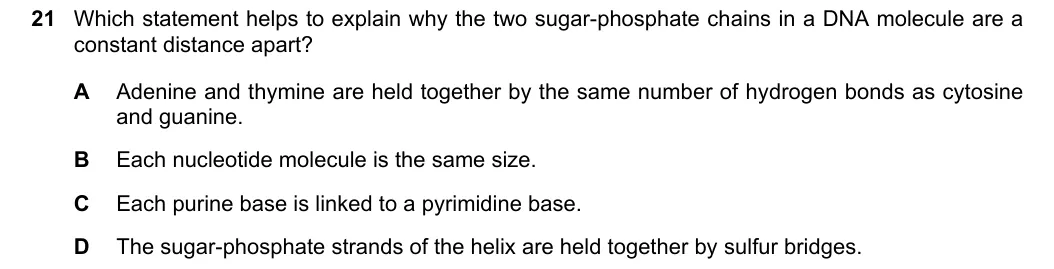 21 Which statement helps to explain why the two sugar-phosphate chains in a DNA molecule are a
constant distance apart?
A Adenine and thymine are held together by the same number of hydrogen bonds as cytosine
and guanine.
B Each nucleotide molecule is the same size.
C Each purine base is linked to a pyrimidine base.
D The sugar-phosphate strands of the helix are held together by sulfur bridges.